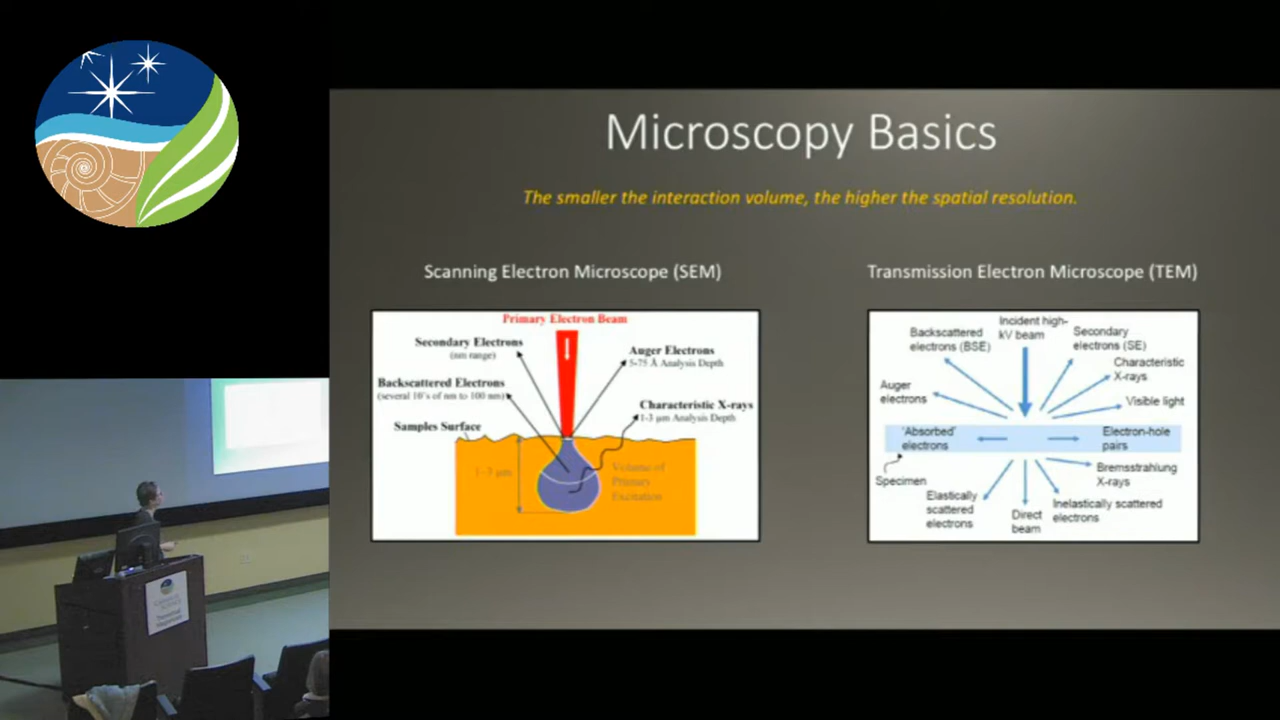 Microscopy Basics
The smaller the interaction volume, the higher the spatial resolution.
Scanning Electron Microscope (SEM)
Primary Electron Beam
Secondary Electrons
(nm range)
Auger Electrons
5-75 Å Analysis Depth
Backscattered Electrons
(several 10's of nm to 100 nm)
Characteristic X-rays
1-3 µm Analysis Depth
Samples Surface
1-3 µm
Volume of
Primary
Excitation
Transmission Electron Microscope (TEM)
Incident high-
kV beam
Backscattered
electrons (BSE)
Secondary
electrons (SE)
Characteristic
X-rays
Auger
electrons
Visible light
'Absorbed'
electrons
Electron-hole
pairs
Specimen
Bremsstrahlung
X-rays
Elastically
scattered
electrons
Direct
beam
Inelastically scattered
electrons